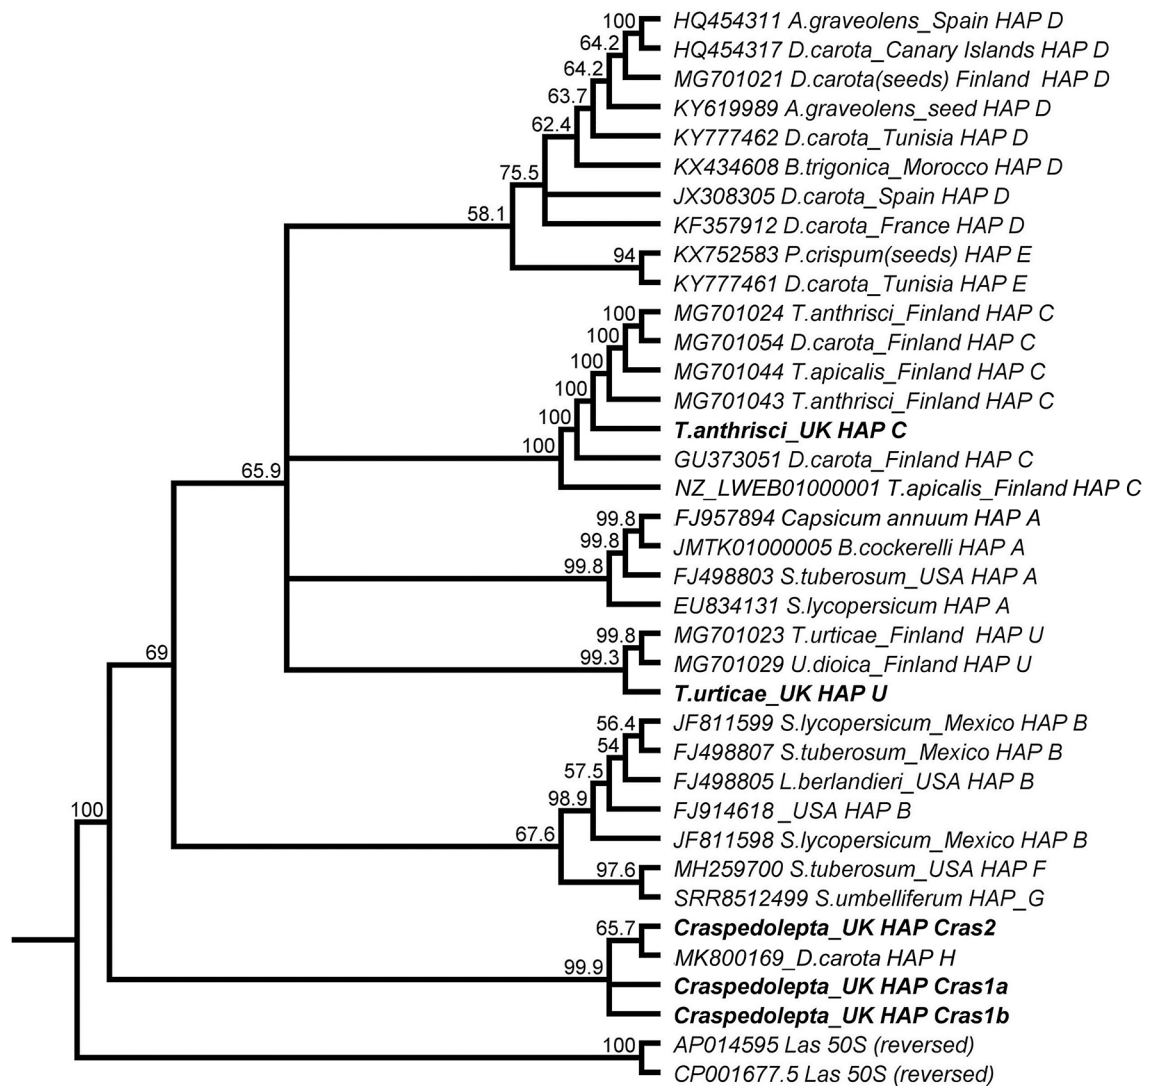 100 HQ454311 A.graveolens_Spain HAP D
64.2 HQ454317 D.carota_Canary Islands HAP D
64.2 MG701021 D.carota(seeds) Finland HAP D
63.7 KY619989 A.graveolens_seed HAP D
62.4 KY777462 D.carota_Tunisia HAP D
75.5 KX434608 B.trigonica_Morocco HAP D
JX308305 D.carota_Spain HAP D
58.1 KF357912 D.carota_France HAP D
94 KX752583 P.crispum(seeds) HAP E
KY777461 D.carota_Tunisia HAP E
100 MG701024 T.anthrisci_Finland HAP C
100 MG701054 D.carota_Finland HAP C
100 MG701044 T.apicalis_Finland HAP C
100 MG701043 T.anthrisci_Finland HAP C
100 T.anthrisci_UK HAP C
100 GU373051 D.carota_Finland HAP C
65.9 NZ_LWEB01000001 T.apicalis_Finland HAP C
99.8 FJ957894 Capsicum annuum HAP A
99.8 JMTK01000005 B.cockerelli HAP A
99.8 FJ498803 S.tuberosum_USA HAP A
EU834131 S.lycopersicum HAP A
99.8 MG701023 T.urticae_Finland HAP U
69 99.3 MG701029 U.dioica_Finland HAP U
T.urticae_UK HAP U
56.4 JF811599 S.lycopersicum_Mexico HAP B
54 FJ498807 S.tuberosum_Mexico HAP B
57.5 FJ498805 L.berlandieri_USA HAP B
100 98.9 FJ914618 _USA HAP B
67.6 JF811598 S.lycopersicum_Mexico HAP B
97.6 MH259700 S.tuberosum_USA HAP F
SRR8512499 S.umbelliferum HAP_G
65.7 Craspedolepta_UK HAP Cras2
MK800169_D.carota HAP H
99.9 Craspedolepta_UK HAP Cras1a
Craspedolepta_UK HAP Cras1b
100 AP014595 Las 50S (reversed)
CP001677.5 Las 50S (reversed)